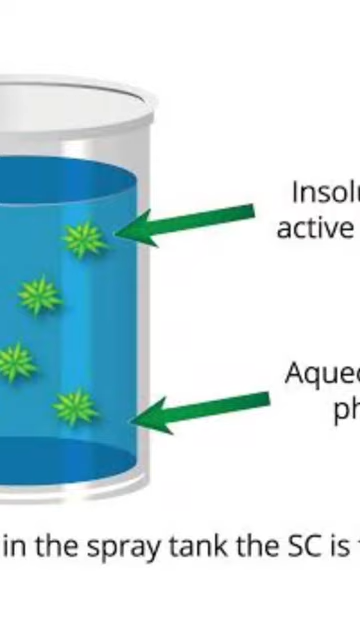 Insolu
active
Aqueo
ph
in the spray tank the SC is